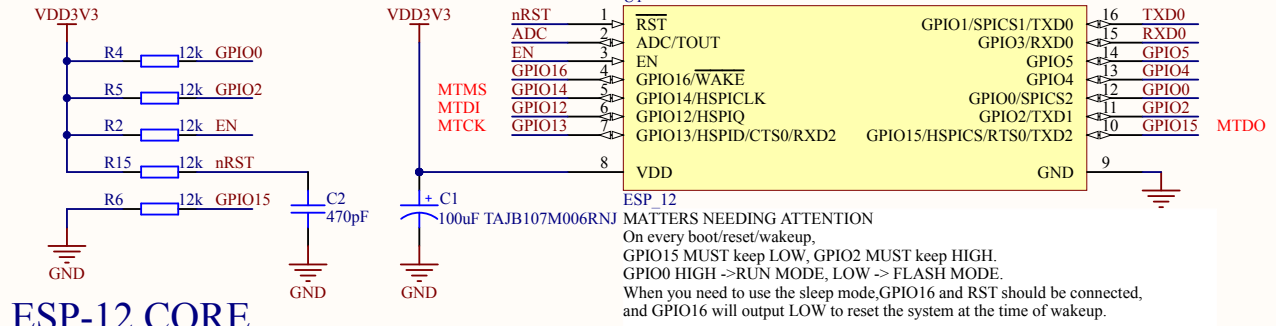 VDD3V3
R4 12k GPIO0
R5 12k GPIO2
R2 12k EN
R15 12k nRST
R6 12k GPIO15
GND
C2
470pF
GND
VDD3V3
+ C1
100uF TAJB107M006RNJ
GND
nRST 1 RST
ADC 2 ADC/TOUT
EN 3 EN
GPIO16 4 GPIO16/WAKE
MTMS GPIO14 5 GPIO14/HSPICLK
MTDI GPIO12 6 GPIO12/HSPIQ
MTCK GPIO13 7 GPIO13/HSPID/CTS0/RXD2
8 VDD
GPIO1/SPICS1/TXD0 16 TXD0
GPIO3/RXD0 15 RXD0
GPIO5 14 GPIO5
GPIO4 13 GPIO4
GPIO0/SPICS2 12 GPIO0
GPIO2/TXD1 11 GPIO2
GPIO15/HSPICS/RTS0/TXD2 10 GPIO15 MTDO
GND 9
ESP_12
MATTERS NEEDING ATTENTION
On every boot/reset/wakeup,
GPIO15 MUST keep LOW, GPIO2 MUST keep HIGH.
GPIO0 HIGH ->RUN MODE, LOW -> FLASH MODE.
When you need to use the sleep mode,GPIO16 and RST should be connected,
and GPIO16 will output LOW to reset the system at the time of wakeup.
ESP-12 CORE